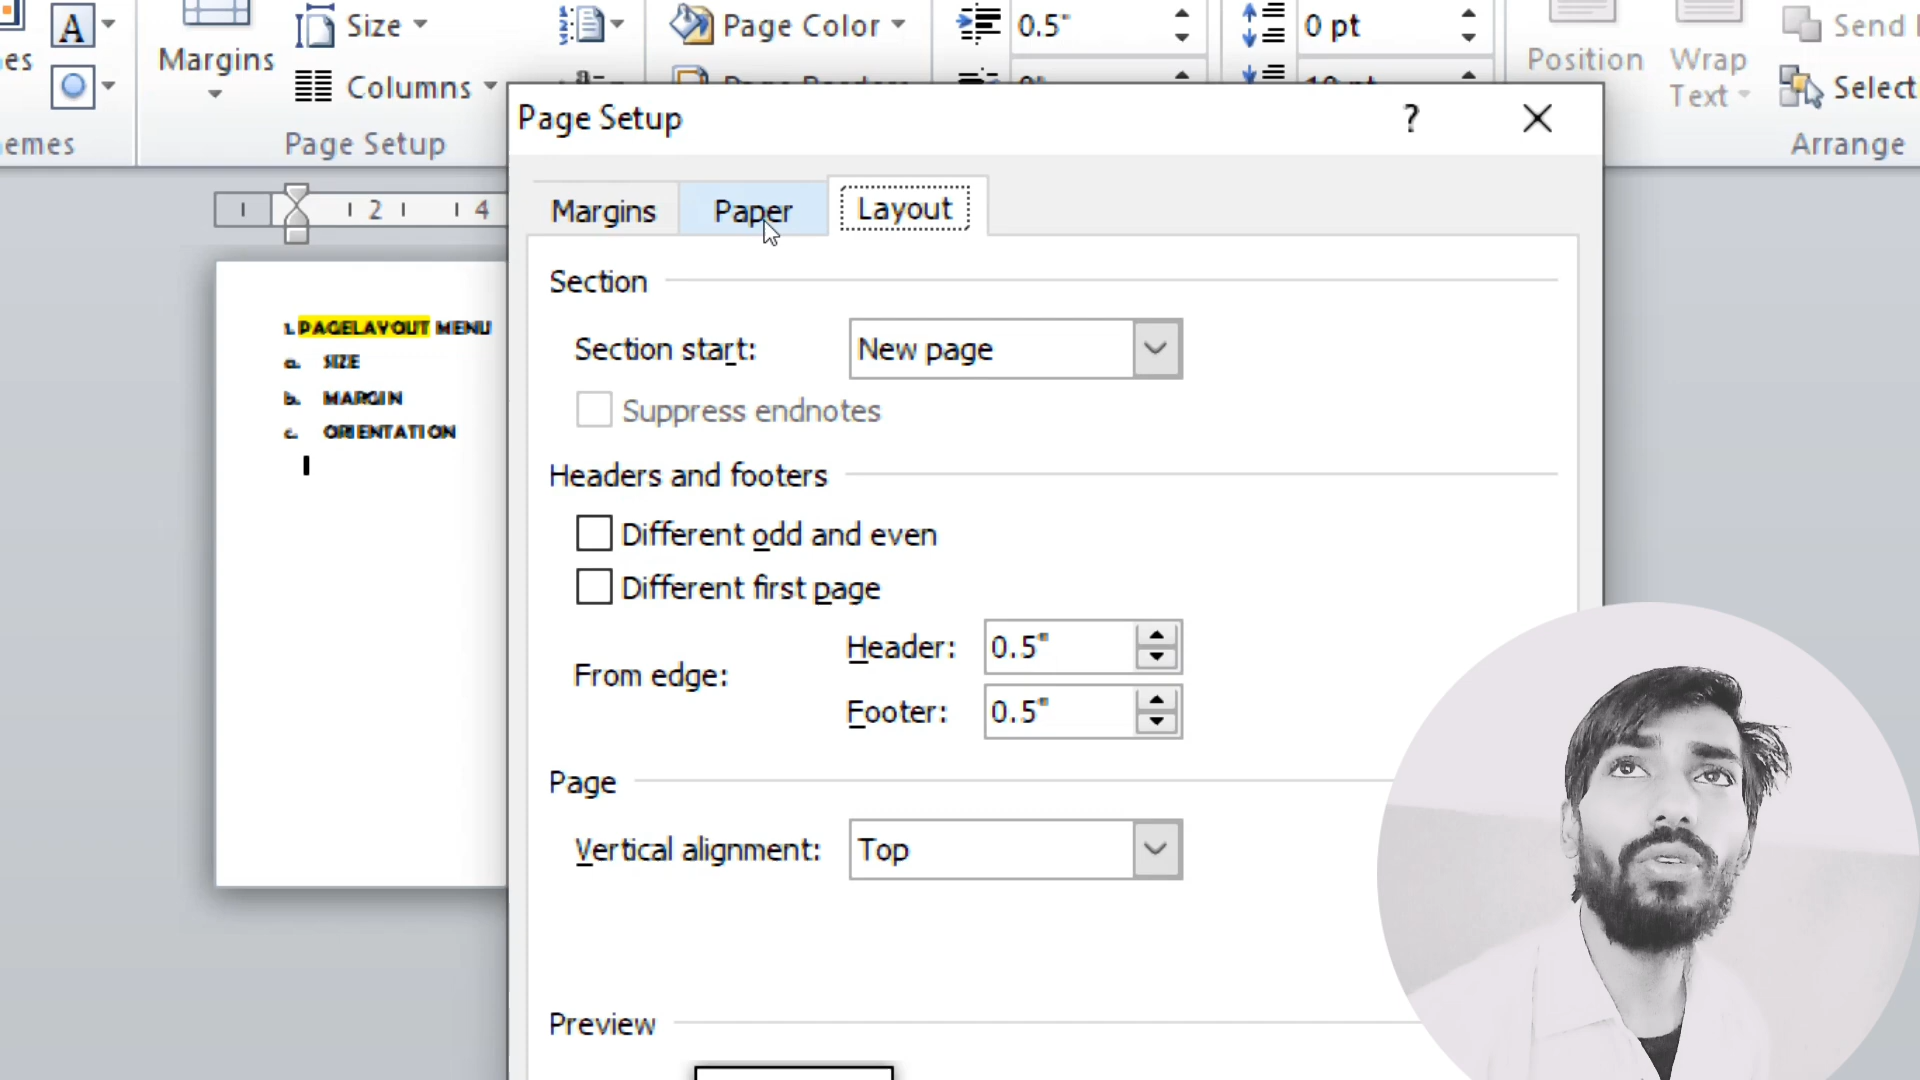 Size
Page Color
0.5"
0 pt
Margins
Columns
Position
Wrap
Text
Send
Select
Page Setup
Arrange
Page Setup
?
Margins
Paper
Layout
2
4
Section
Section start:
New page
Suppress endnotes
1. PAGELAYOUT MENU
a. SIZE
b. MARGIN
c. ORIENTATION
Headers and footers
Different odd and even
Different first page
From edge:
Header:
0.5"
Footer:
0.5"
Page
Vertical alignment:
Top
Preview